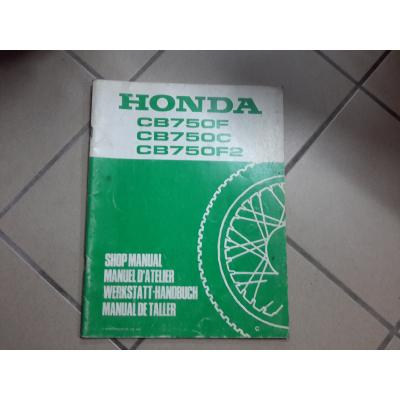 HONDA
CB750F
CB750C
CB750F2
SHOP MANUAL
MANUEL D'ATELIER
WERKSTATT-HANDBUCH
MANUAL DE TALLER
C